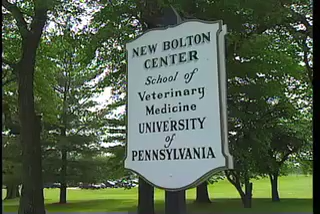 NEW BOLTON
CENTER
School of
Veterinary
Medicine
UNIVERSITY
of
PENNSYLVANIA